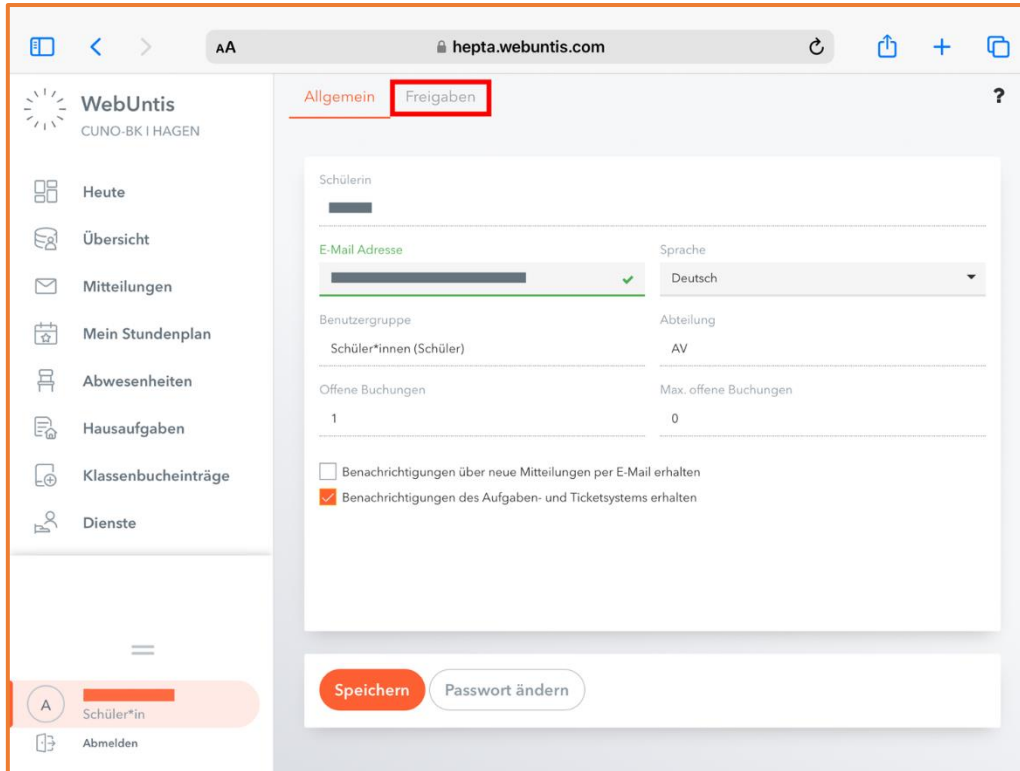 AA hepta.webuntis.com
WebUntis
CUNO-BK I HAGEN
Heute
Übersicht
Mitteilungen
Mein Stundenplan
Abwesenheiten
Hausaufgaben
Klassenbucheinträge
Dienste
A
Schüler*in
Abmelden
Allgemein Freigaben ?
Schülerin
E-Mail Adresse Sprache
Deutsch
Benutzergruppe Abteilung
Schüler*innen (Schüler) AV
Offene Buchungen Max. offene Buchungen
1 0
Benachrichtigungen über neue Mitteilungen per E-Mail erhalten
Benachrichtigungen des Aufgaben- und Ticketsystems erhalten
Speichern Passwort ändern